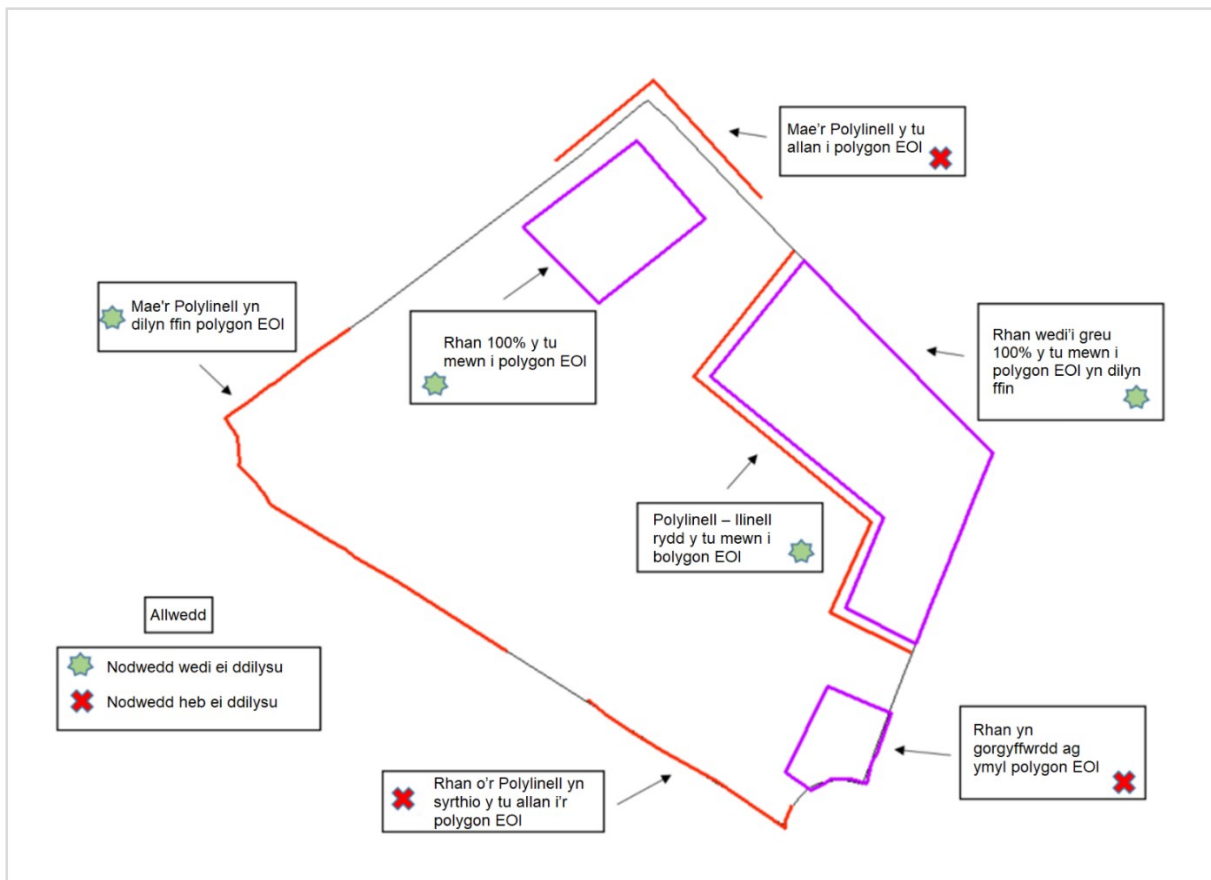 Mae'r Polylinell y tu
allan i polygon EOI
Mae'r Polylinell yn
dilyn ffin polygon EOI
Rhan 100% y tu
mewn i polygon EOI
Rhan wedi'i greu
100% y tu mewn i
polygon EOI yn dilyn
ffin
Polylinell – llinell
rydd y tu mewn i
bolygon EOI
Allwedd
Nodwedd wedi ei ddilysu
Nodwedd heb ei ddilysu
Rhan yn
gorgyffwrdd ag
ymyl polygon EOI
Rhan o'r Polylinell yn
syrthio y tu allan i'r
polygon EOI